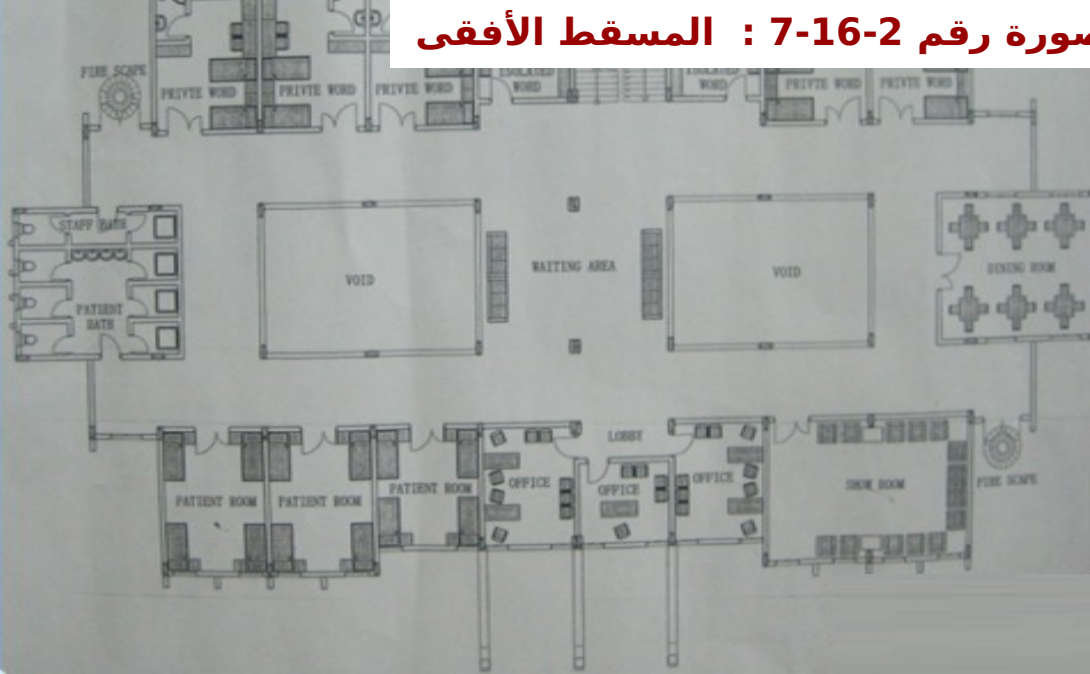 صورة رقم 2-16-7 : المسقط الأفقى
FIRE SCAPE
PRIVTE WORD
PRIVTE WORD
PRIVTE WORD
ISOLATED
WORD
ISOLATED
WORD
PRIVTE WORD
PRIVTE WORD
STAFF BATH
PATIENT
BATH
VOID
WAITING AREA
VOID
DINING ROOM
PATIENT ROOM
PATIENT ROOM
PATIENT ROOM
OFFICE
LOBBY
OFFICE
OFFICE
SHOW ROOM
FIRE SCAPE